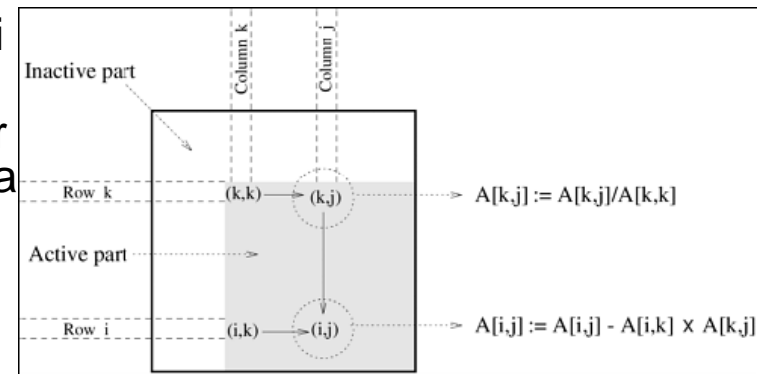 i
r
a
Column k
Column j
Inactive part
Row k
(k,k)
(k,j)
A[k,j] := A[k,j]/A[k,k]
Active part
Row i
(i,k)
(i,j)
A[i,j] := A[i,j] - A[i,k] x A[k,j]